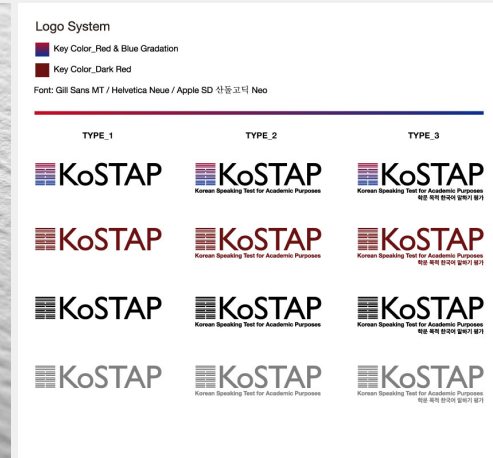 Logo System
Key Color_Red & Blue Gradation
Key Color_Dark Red
Font: Gill Sans MT / Helvetica Neue / Apple SD 산돌고딕 Neo
TYPE_1 TYPE_2 TYPE_3
KoSTAP KoSTAP KoSTAP
Korean Speaking Test for Academic Purposes Korean Speaking Test for Academic Purposes
학문 목적 한국어 말하기 평가
KoSTAP KoSTAP KoSTAP
Korean Speaking Test for Academic Purposes Korean Speaking Test for Academic Purposes
학문 목적 한국어 말하기 평가
KoSTAP KoSTAP KoSTAP
Korean Speaking Test for Academic Purposes Korean Speaking Test for Academic Purposes
학문 목적 한국어 말하기 평가
KoSTAP KoSTAP KoSTAP
Korean Speaking Test for Academic Purposes Korean Speaking Test for Academic Purposes
학문 목적 한국어 말하기 평가